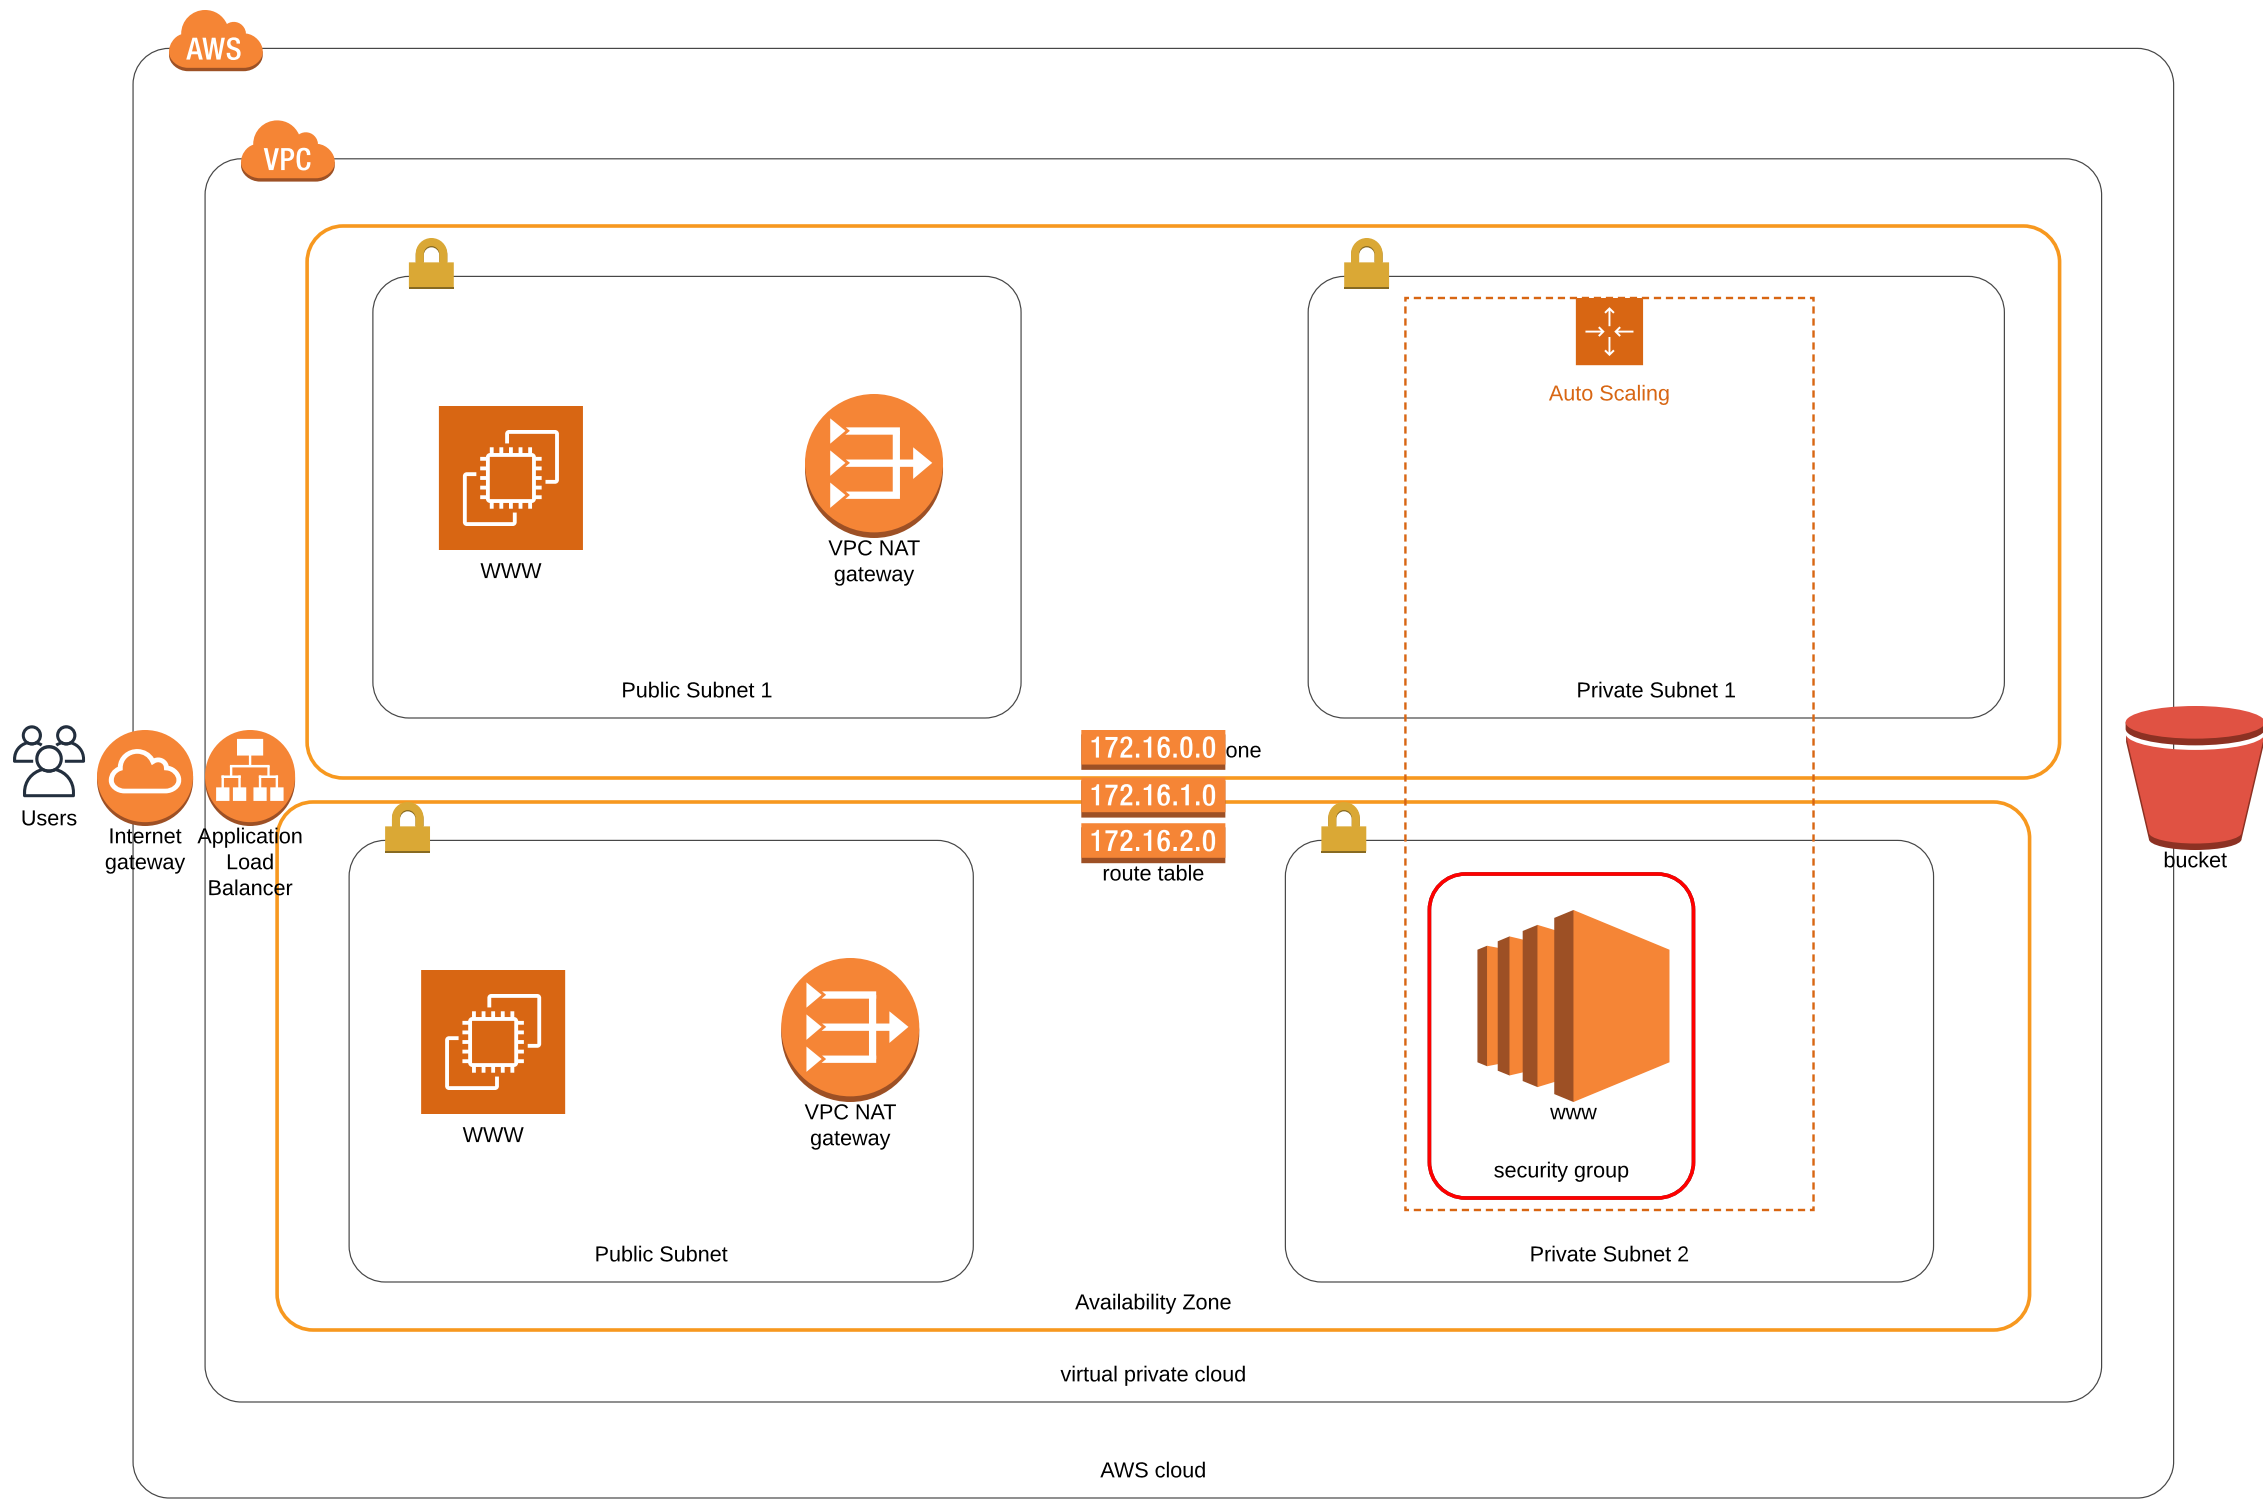 AWS
VPC
Auto Scaling
WWW
VPC NAT
gateway
Public Subnet 1
Private Subnet 1
172.16.0.0
one
172.16.1.0
172.16.2.0
route table
Users
Internet
gateway
Application
Load
Balancer
bucket
WWW
VPC NAT
gateway
www
security group
Public Subnet
Private Subnet 2
Availability Zone
virtual private cloud
AWS cloud